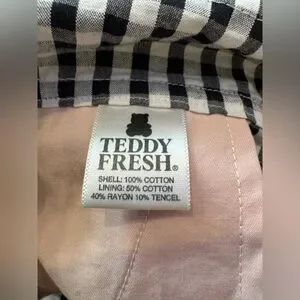 TEDDY
FRESH®
SHELL: 100% COTTON
LINING: 50% COTTON
40% RAYON 10% TENCEL